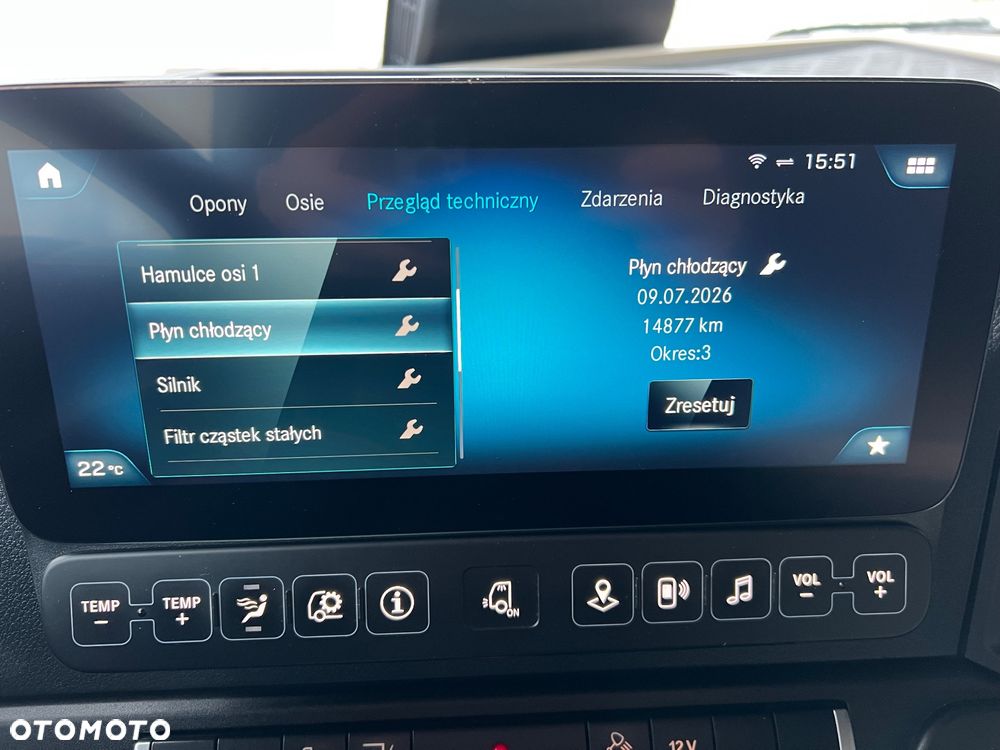 15:51
Opony Osie Przegląd techniczny Zdarzenia Diagnostyka
Hamulce osi 1
Płyn chłodzący
Silnik
Filtr cząstek stałych
Płyn chłodzący
09.07.2026
14877 km
Okres:3
Zresetuj
22 °C
TEMP -
TEMP +
ON
VOL -
VOL +
OTOMOTO
12V